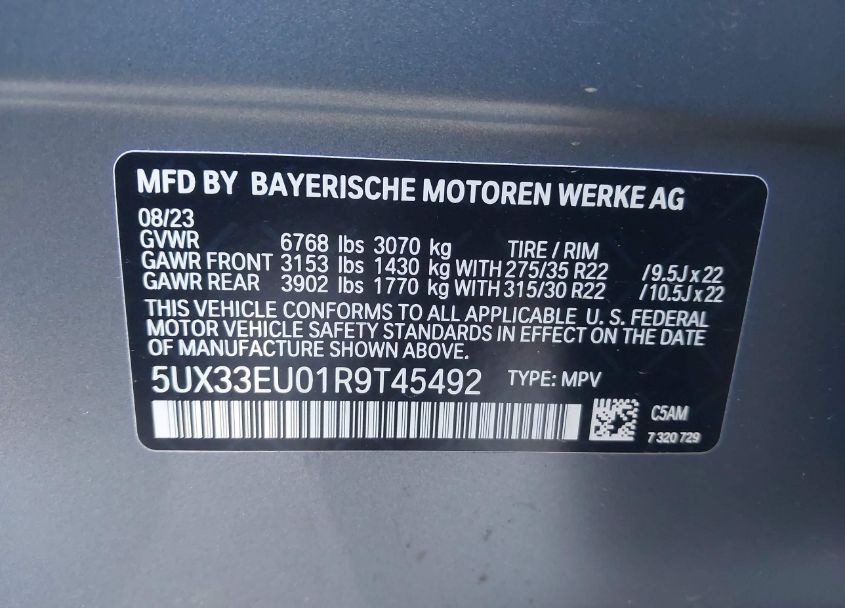 MFD BY BAYERISCHE MOTOREN WERKE AG
08/23
GVWR 6768 lbs 3070 kg TIRE / RIM
GAWR FRONT 3153 lbs 1430 kg WITH 275/35 R22 /9.5J x 22
GAWR REAR 3902 lbs 1770 kg WITH 315/30 R22 /10.5J x 22
THIS VEHICLE CONFORMS TO ALL APPLICABLE U. S. FEDERAL
MOTOR VEHICLE SAFETY STANDARDS IN EFFECT ON THE DATE
OF MANUFACTURE SHOWN ABOVE.
5UX33EU01R9T45492 TYPE: MPV
C5AM
7 320 729